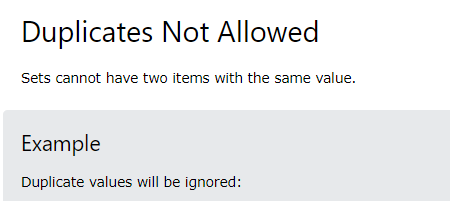 Duplicates Not Allowed
Sets cannot have two items with the same value.
Example
Duplicate values will be ignored: